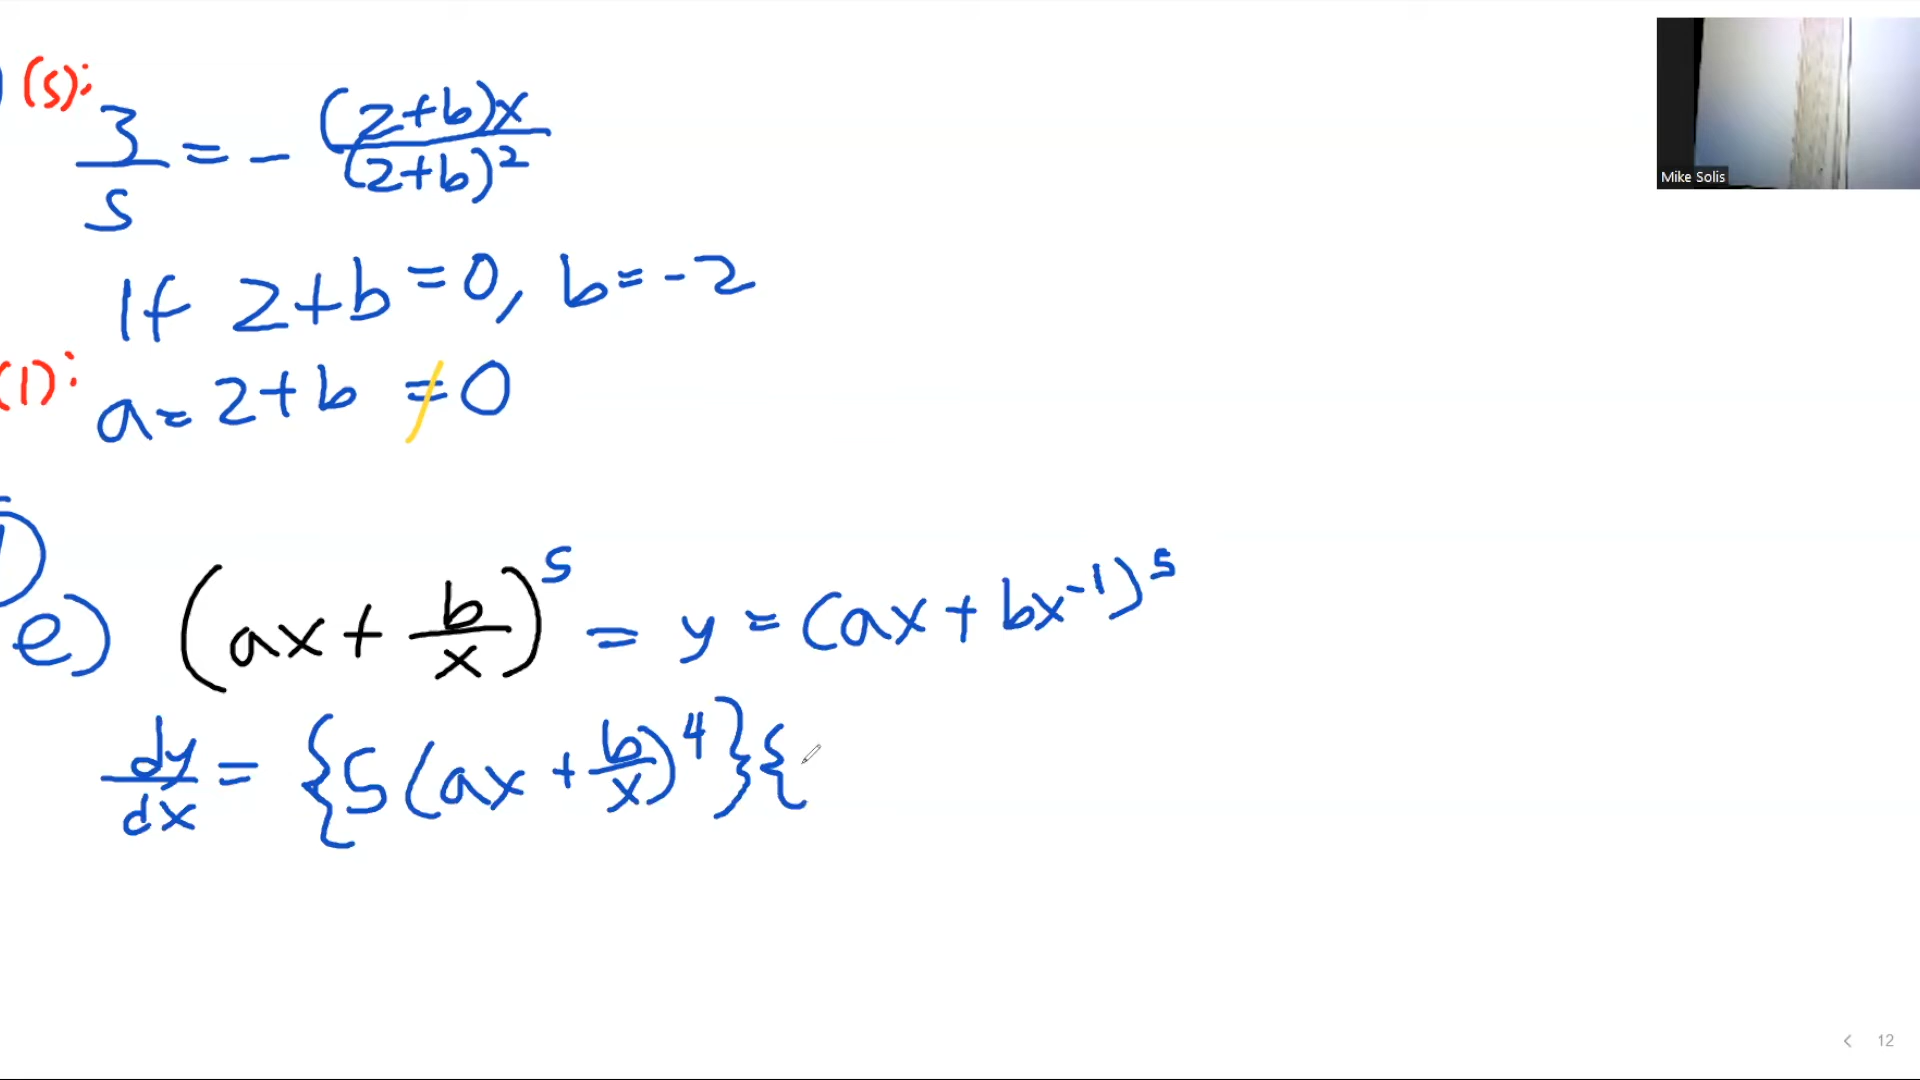 (5):
3/5 = - (2+b)x/(2+b)²
Mike Solis
If 2+b=0, b=-2
(1):
a=2+b ≠ 0
e) (ax + b/x)⁵ = y = (ax + bx⁻¹)⁵
dy/dx = {5(ax + b/x)⁴}{
< 12